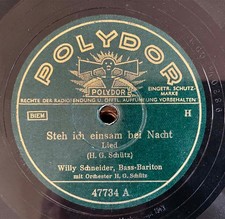 POLYDOR
POLYDOR
EINGETR. SCHUTZ-
MARKE
RECHTE DER RADIOSENDUNG U. ÖFFTL. AUFFÜHRUNG VORBEHALTEN
BIEM
H
Steh ich einsam bei Nacht
Lied
(H. G. Schütz)
Willy Schneider, Bass-Bariton
mit Orchester H. G. Schütz
47734 A